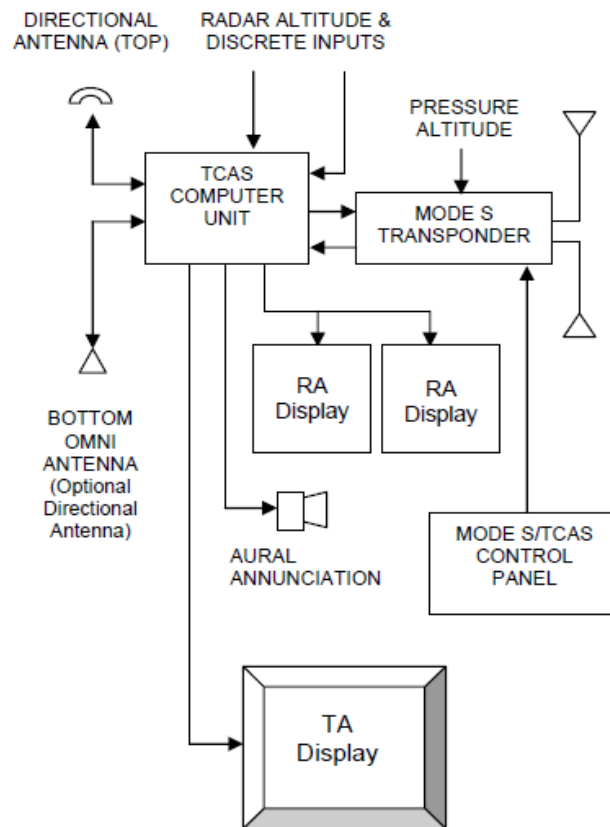 DIRECTIONAL
ANTENNA (TOP)
RADAR ALTITUDE &
DISCRETE INPUTS
PRESSURE
ALTITUDE
TCAS
COMPUTER
UNIT
MODE S
TRANSPONDER
RA
Display
RA
Display
BOTTOM
OMNI
ANTENNA
(Optional
Directional
Antenna)
AURAL
ANNUNCIATION
MODE S/TCAS
CONTROL
PANEL
TA
Display